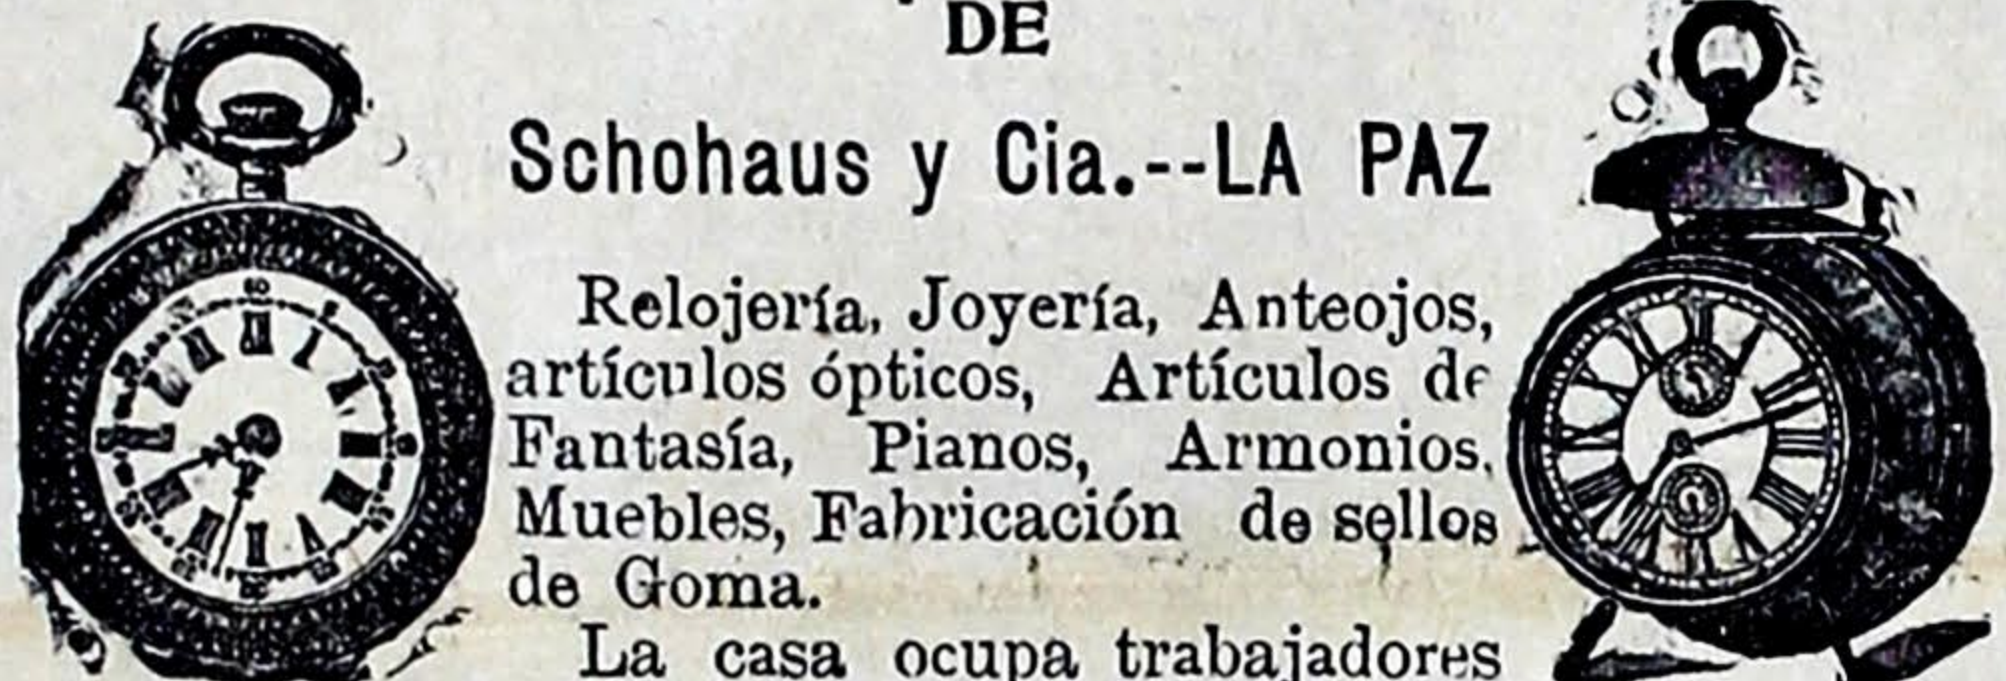 DE
Schohaus y Cia.--LA PAZ
Relojería, Joyería, Anteojos,
artículos ópticos, Artículos de
Fantasía, Pianos, Armonios.
Muebles, Fabricación de sellos
de Goma.
La casa ocupa trabajadores